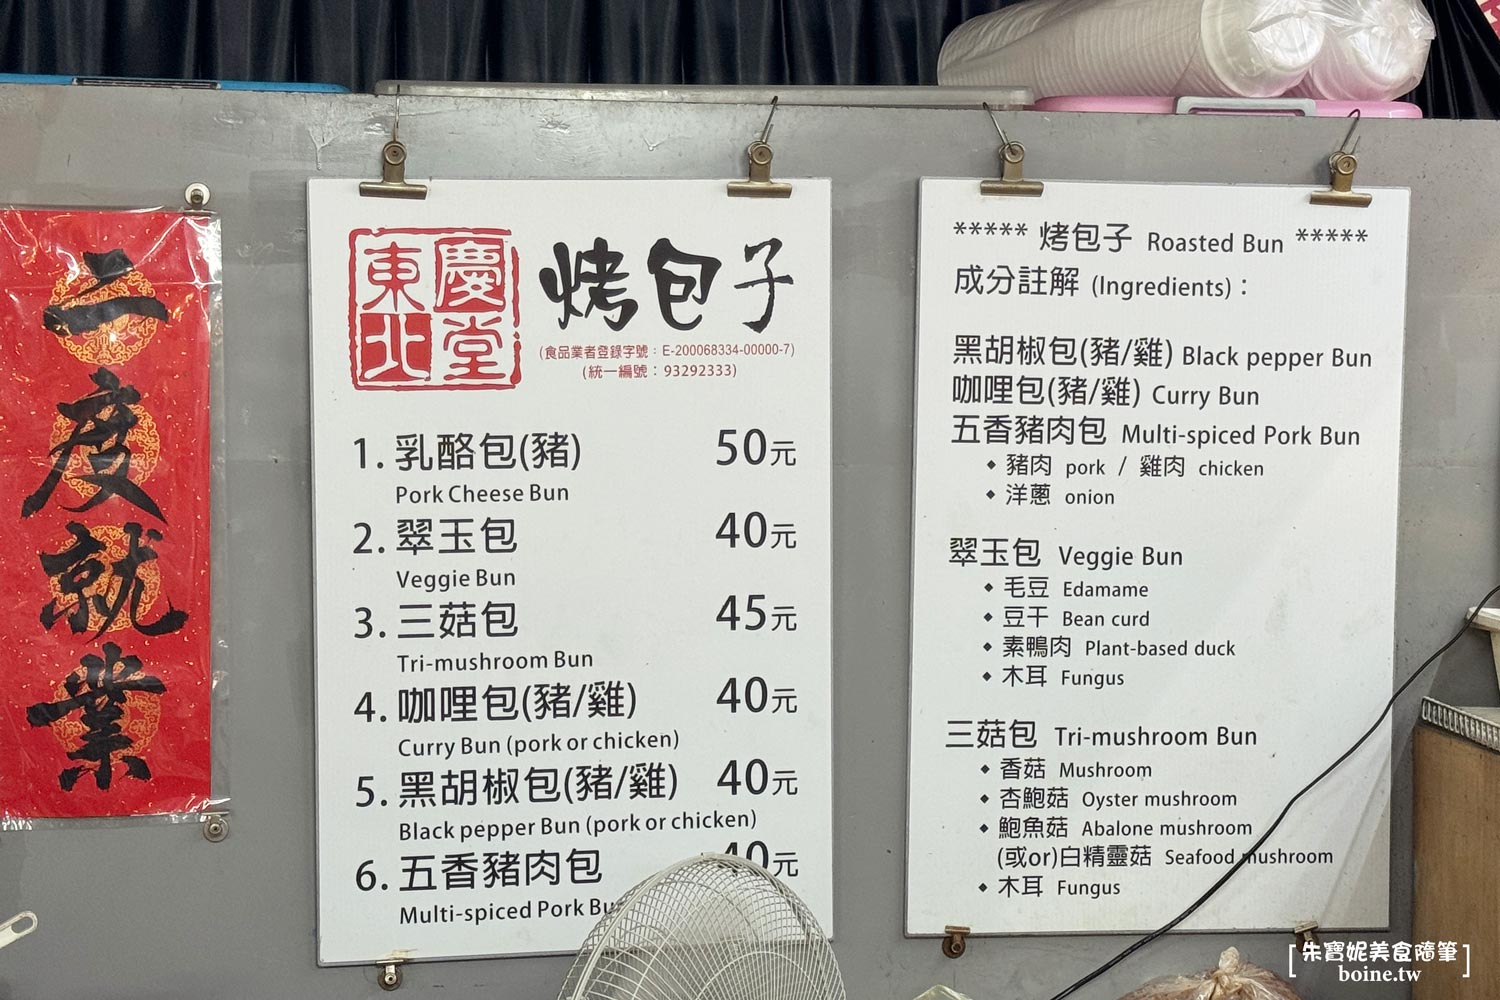 二度就業
東北慶堂
烤包子
(食品業者登錄字號：E-200068334-00000-7)
(統一編號：93292333)
1. 乳酪包(豬) 50元
Pork Cheese Bun
2. 翠玉包 40元
Veggie Bun
3. 三菇包 45元
Tri-mushroom Bun
4. 咖哩包(豬/雞) 40元
Curry Bun (pork or chicken)
5. 黑胡椒包(豬/雞) 40元
Black pepper Bun (pork or chicken)
6. 五香豬肉包 40元
Multi-spiced Pork Bun
***** 烤包子 Roasted Bun *****
成分註解 (Ingredients)：
黑胡椒包(豬/雞) Black pepper Bun
咖哩包(豬/雞) Curry Bun
五香豬肉包 Multi-spiced Pork Bun
◆ 豬肉 pork / 雞肉 chicken
◆ 洋蔥 onion
翠玉包 Veggie Bun
◆ 毛豆 Edamame
◆ 豆干 Bean curd
◆ 素鴨肉 Plant-based duck
◆ 木耳 Fungus
三菇包 Tri-mushroom Bun
◆ 香菇 Mushroom
◆ 杏鮑菇 Oyster mushroom
◆ 鮑魚菇 Abalone mushroom
(或or)白精靈菇 Seafood mushroom
◆ 木耳 Fungus
[朱寶妮美食隨筆]
boine.tw